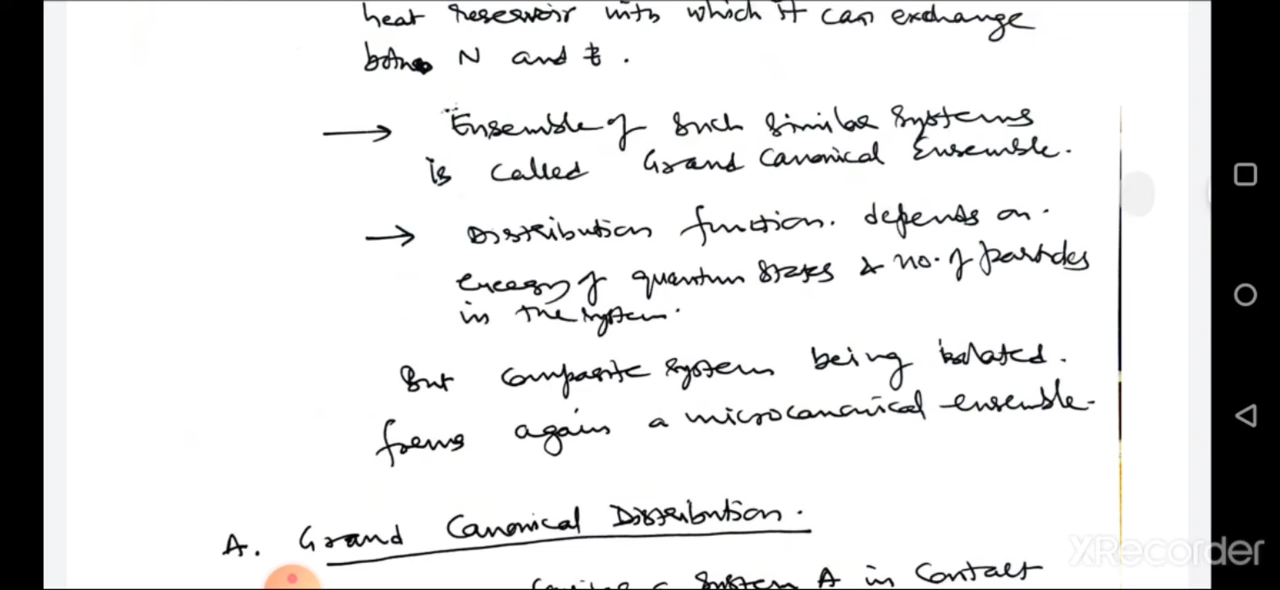 heat reservoir with which it can exchange
both N and E.
→ Ensemble of such similar systems
is called Grand Canonical Ensemble.
→ Distribution function. depends on.
energy of quantum states & no. of particles
in the system.
But composite system being isolated.
forms again a microcanonical ensemble.
A. Grand Canonical Distribution.
a system A in contact
XRecorder